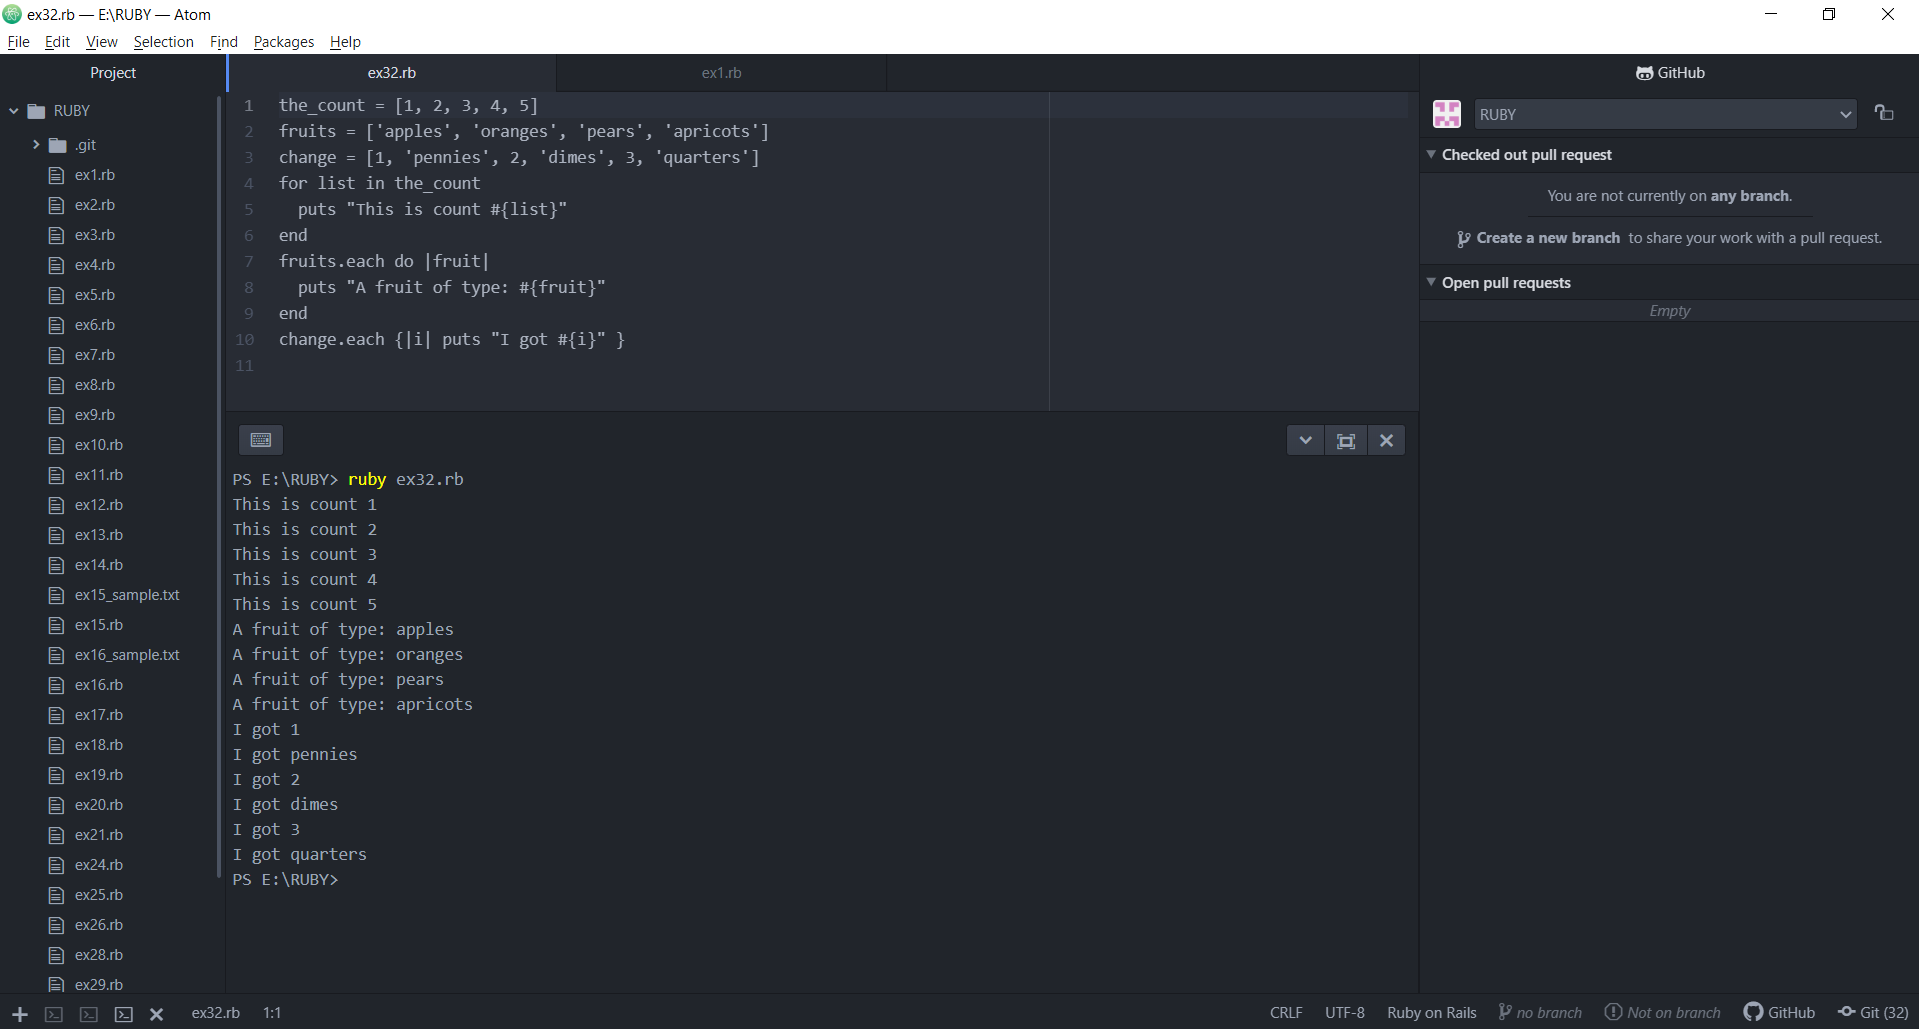 ex32.rb — E:\RUBY — Atom
File Edit View Selection Find Packages Help
Project
RUBY
.git
ex1.rb
ex2.rb
ex3.rb
ex4.rb
ex5.rb
ex6.rb
ex7.rb
ex8.rb
ex9.rb
ex10.rb
ex11.rb
ex12.rb
ex13.rb
ex14.rb
ex15_sample.txt
ex15.rb
ex16_sample.txt
ex16.rb
ex17.rb
ex18.rb
ex19.rb
ex20.rb
ex21.rb
ex24.rb
ex25.rb
ex26.rb
ex28.rb
ex29.rb
ex32.rb ex1.rb
1 the_count = [1, 2, 3, 4, 5]
2 fruits = ['apples', 'oranges', 'pears', 'apricots']
3 change = [1, 'pennies', 2, 'dimes', 3, 'quarters']
4 for list in the_count
5   puts "This is count #{list}"
6 end
7 fruits.each do |fruit|
8   puts "A fruit of type: #{fruit}"
9 end
10 change.each {|i| puts "I got #{i}" }
11
PS E:\RUBY> ruby ex32.rb
This is count 1
This is count 2
This is count 3
This is count 4
This is count 5
A fruit of type: apples
A fruit of type: oranges
A fruit of type: pears
A fruit of type: apricots
I got 1
I got pennies
I got 2
I got dimes
I got 3
I got quarters
PS E:\RUBY>
GitHub
RUBY
Checked out pull request
You are not currently on any branch.
Create a new branch to share your work with a pull request.
Open pull requests
Empty
ex32.rb 1:1 CRLF UTF-8 Ruby on Rails no branch Not on branch GitHub Git (32)